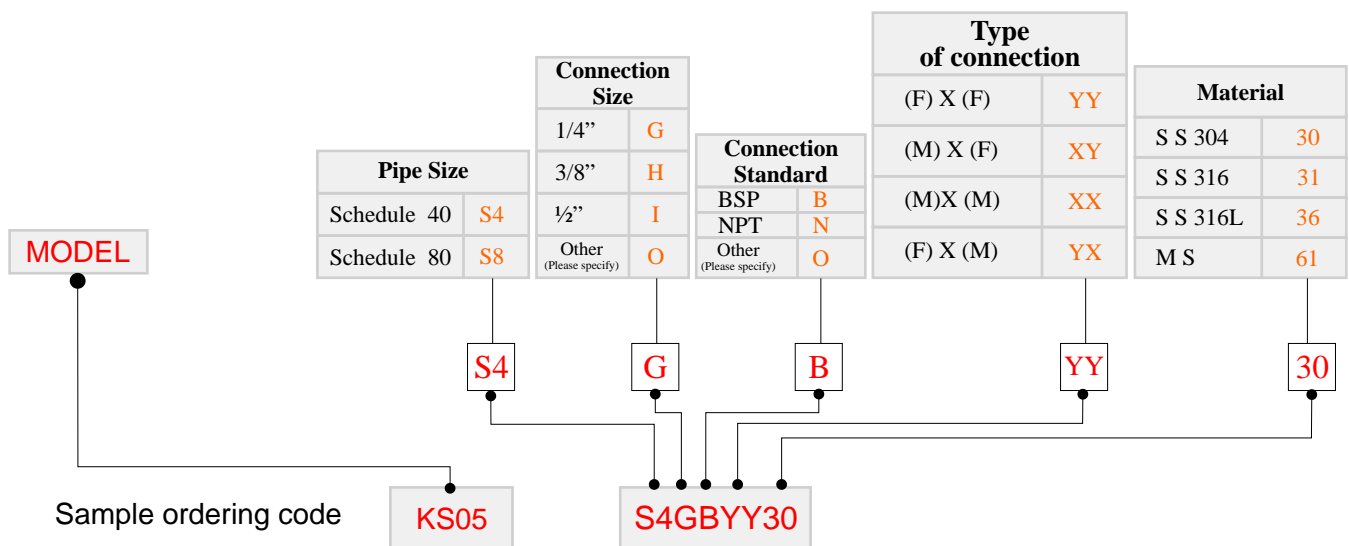 MODEL
Pipe Size
Schedule 40 S4
Schedule 80 S8
Connection
Size
1/4” G
3/8” H
½” I
Other
(Please specify) O
Connection
Standard
BSP B
NPT N
Other
(Please specify) O
Type
of connection
(F) X (F) YY
(M) X (F) XY
(M)X (M) XX
(F) X (M) YX
Material
S S 304 30
S S 316 31
S S 316L 36
M S 61
S4 G B YY 30
Sample ordering code KS05 S4GBYY30